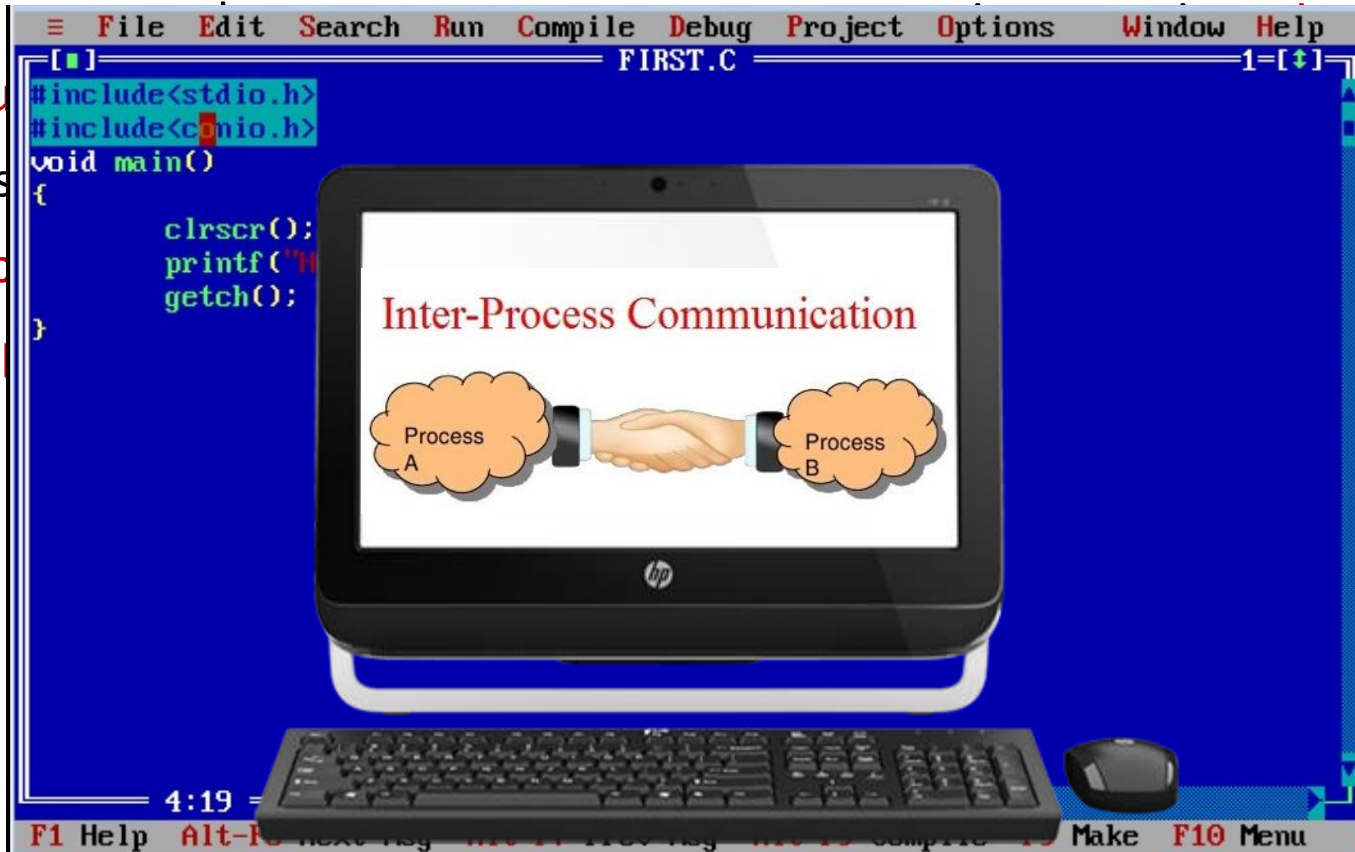 ≡ File Edit Search Run Compile Debug Project Options Window Help
[■] FIRST.C 1=[↕]
#include<stdio.h>
#include<conio.h>
void main()
{
clrscr();
printf("H
getch();
}
Inter-Process Communication
Process
A
Process
B
hp
4:19
F1 Help Make F10 Menu